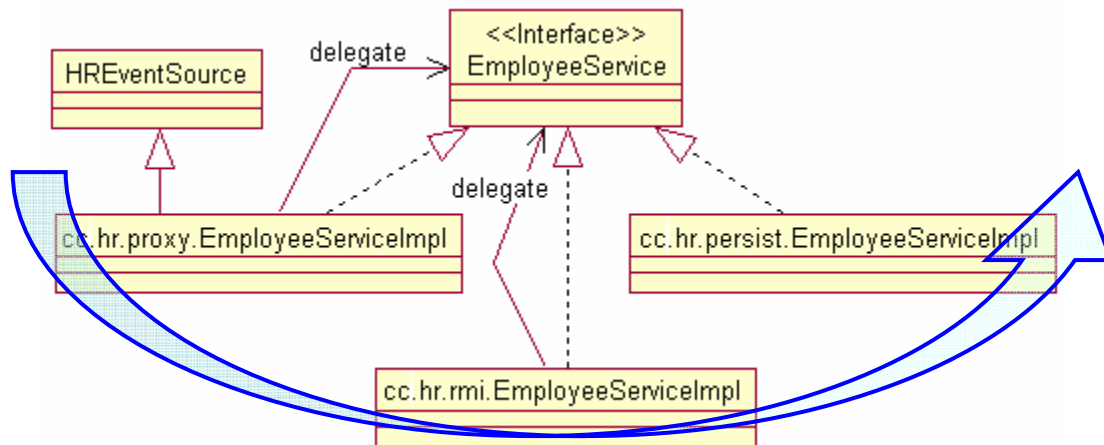 <<Interface>>
EmployeeService
delegate
HREventSource
delegate
cc.hr.proxy.EmployeeServiceImpl
cc.hr.persist.EmployeeServiceImpl
cc.hr.rmi.EmployeeServiceImpl